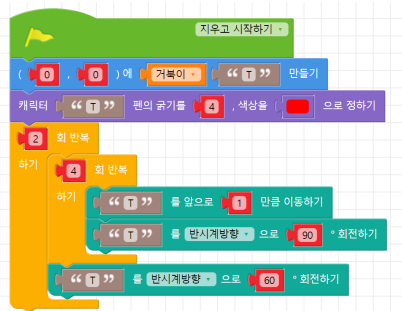 지우고 시작하기
( 0 , 0 ) 에 거북이 “ T ” 만들기
캐릭터 “ T ” 펜의 굵기를 4 , 색상을 으로 정하기
2 회 반복
하기 4 회 반복
하기 “ T ” 를 앞으로 1 만큼 이동하기
“ T ” 를 반시계방향 으로 90 ° 회전하기
“ T ” 를 반시계방향 으로 60 ° 회전하기